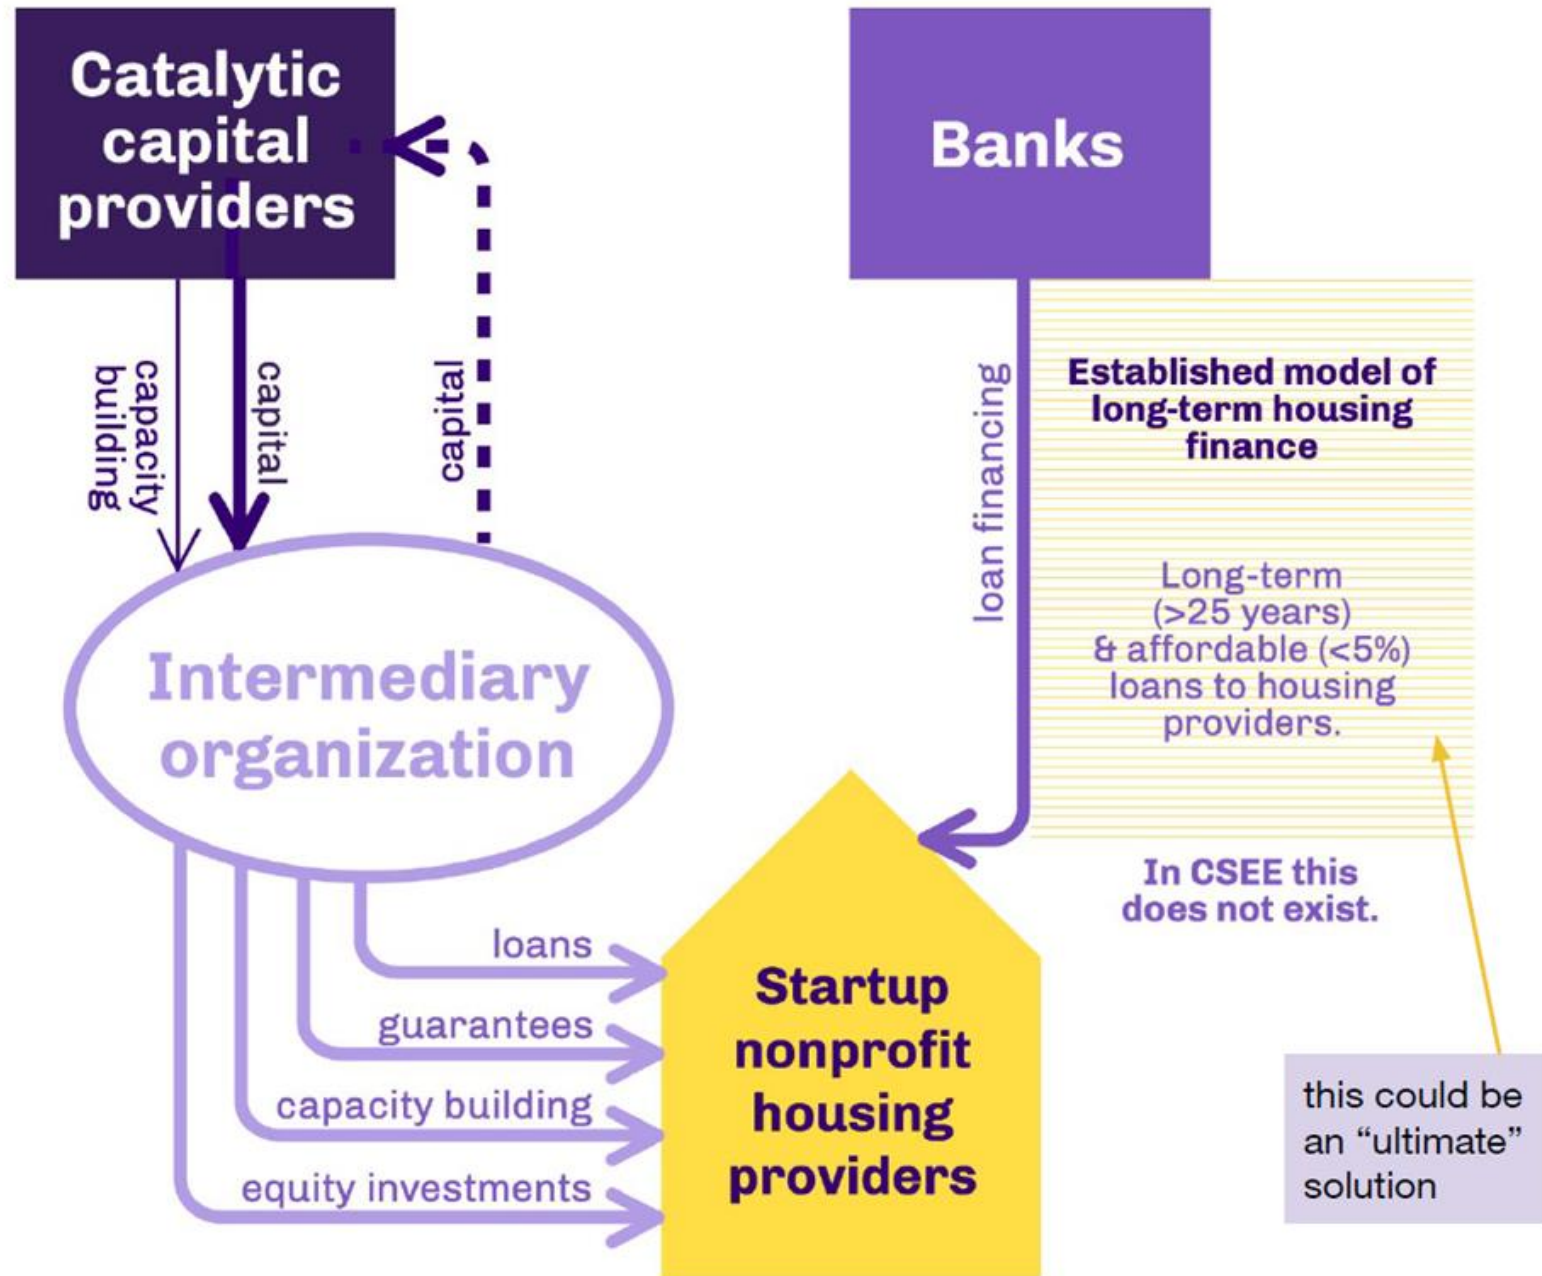 Catalytic
capital
providers
Banks
capacity
building
capital
capital
loan financing
Established model of
long-term housing
finance
Long-term
(>25 years)
& affordable (<5%)
loans to housing
providers.
In CSEE this
does not exist.
Intermediary
organization
loans
guarantees
capacity building
equity investments
Startup
nonprofit
housing
providers
this could be
an “ultimate”
solution